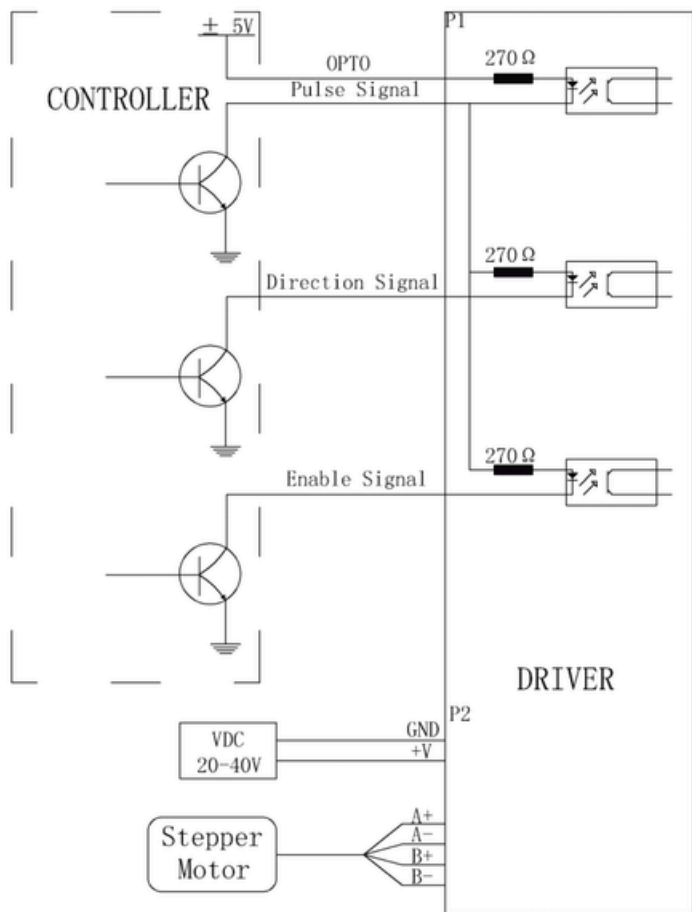 P1
± 5V
270Ω
OPTO
CONTROLLER
Pulse Signal
270Ω
Direction Signal
270Ω
Enable Signal
DRIVER
P2
GND
VDC
+V
20-40V
A+
Stepper
A-
Motor
B+
B-